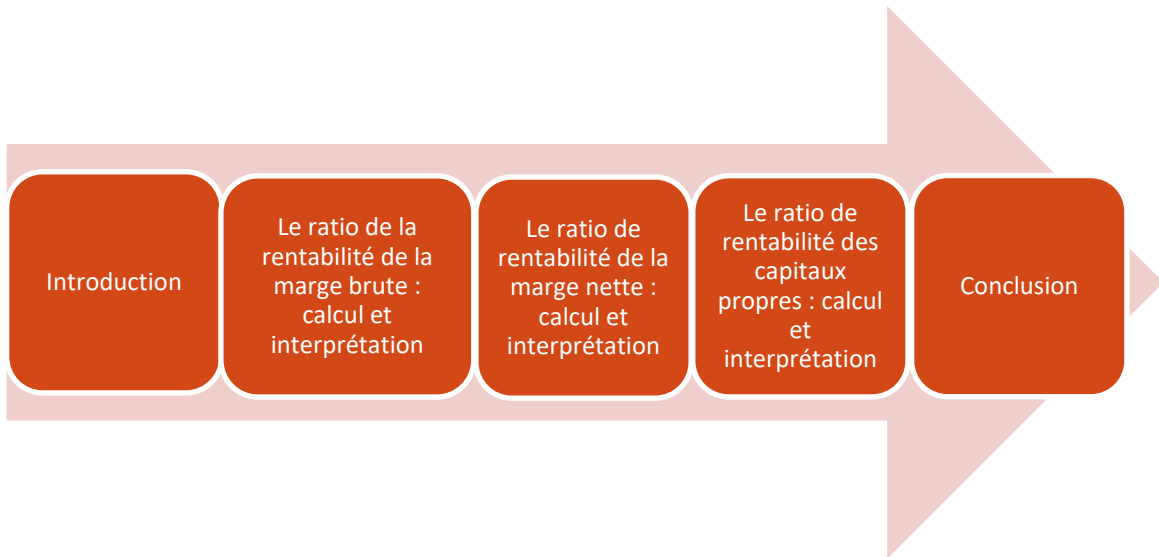 Introduction
Le ratio de la
rentabilité de la
marge brute :
calcul et
interprétation
Le ratio de
rentabilité de la
marge nette :
calcul et
interprétation
Le ratio de
rentabilité des
capitaux
propres : calcul
et
interprétation
Conclusion